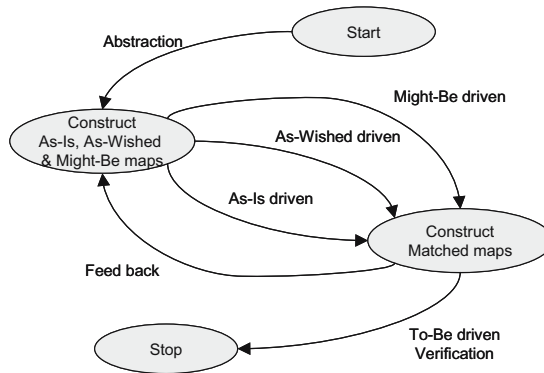 Start
Abstraction
Construct
As-Is, As-Wished
& Might-Be maps
Might-Be driven
As-Wished driven
As-Is driven
Construct
Matched maps
Feed back
To-Be driven
Verification
Stop